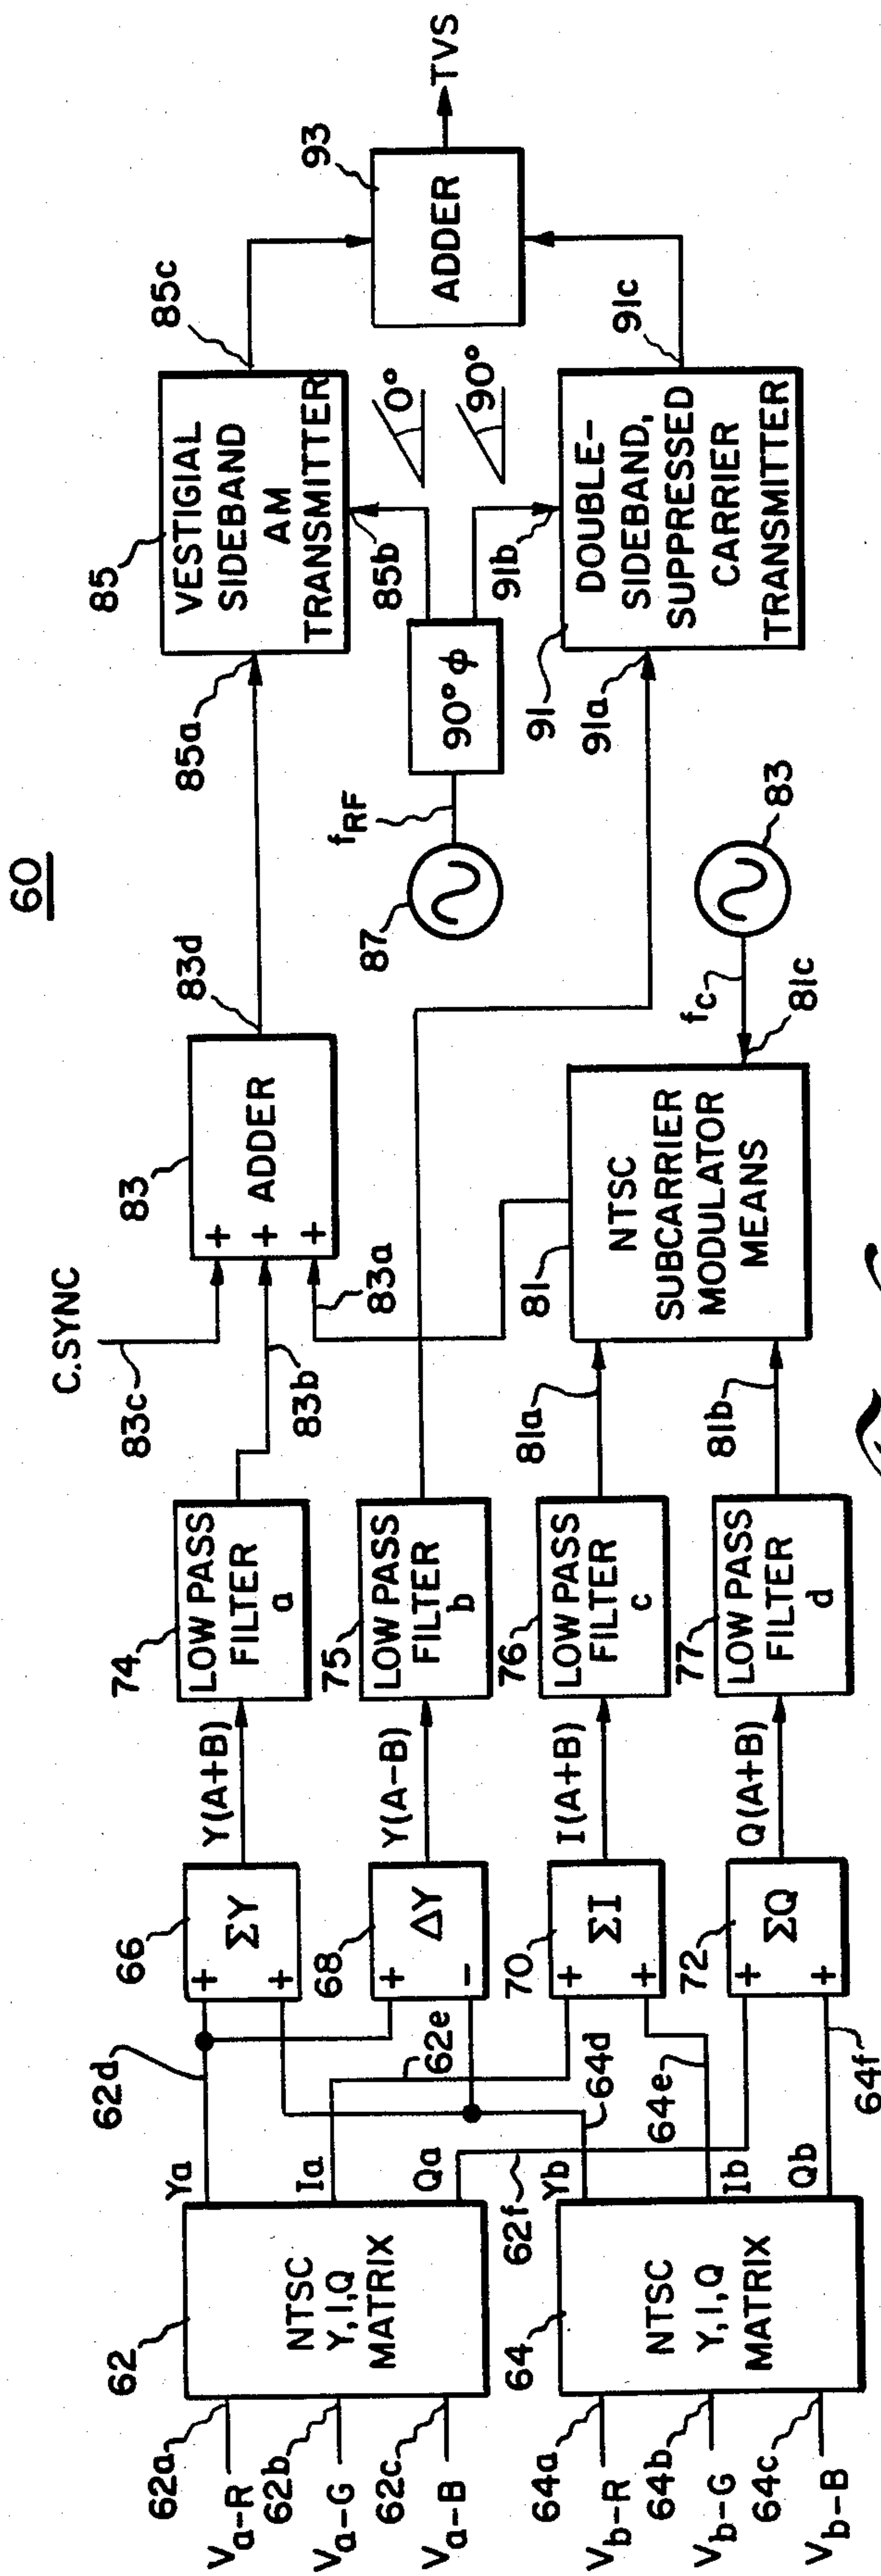 60
62a
Va-R
62b
Va-G
62c
Va-B
62
NTSC
Y,I,Q
MATRIX
Ya
Ia
Qa
62d
62e
62f
64a
Vb-R
64b
Vb-G
64c
Vb-B
64
NTSC
Y,I,Q
MATRIX
Yb
Ib
Qb
64d
64e
64f
66
+
+
ΣY
Y(A+B)
68
+
−
ΔY
Y(A−B)
70
+
+
ΣI
I(A+B)
72
+
+
ΣQ
Q(A+B)
74
LOW PASS
FILTER
a
75
LOW PASS
FILTER
b
76
LOW PASS
FILTER
c
77
LOW PASS
FILTER
d
C.SYNC
83c
83b
83a
83
+
+
+
ADDER
83d
81a
81b
81
NTSC
SUBCARRIER
MODULATOR
MEANS
81c
fc
83
87
fRF
90° ϕ
85a
85
VESTIGIAL
SIDEBAND
AM
TRANSMITTER
85b
85c
0°
90°
91a
91
91b
DOUBLE-
SIDEBAND,
SUPPRESSED
CARRIER
TRANSMITTER
91c
93
ADDER
TVS